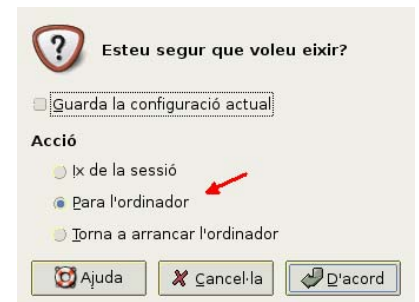 Esteu segur que voleu eixir?
Guarda la configuració actual
Acció
Ix de la sessió
Para l'ordinador
Torna a arrancar l'ordinador
Ajuda Cancel·la D'acord